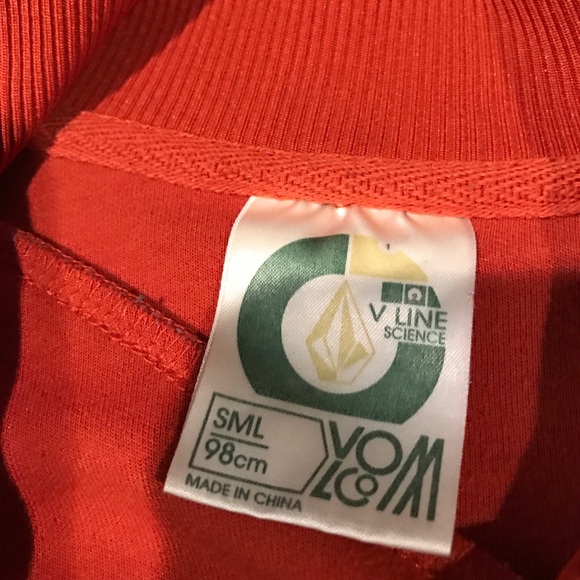 V LINE
SCIENCE
SML
98cm
MADE IN CHINA
VOLCOM